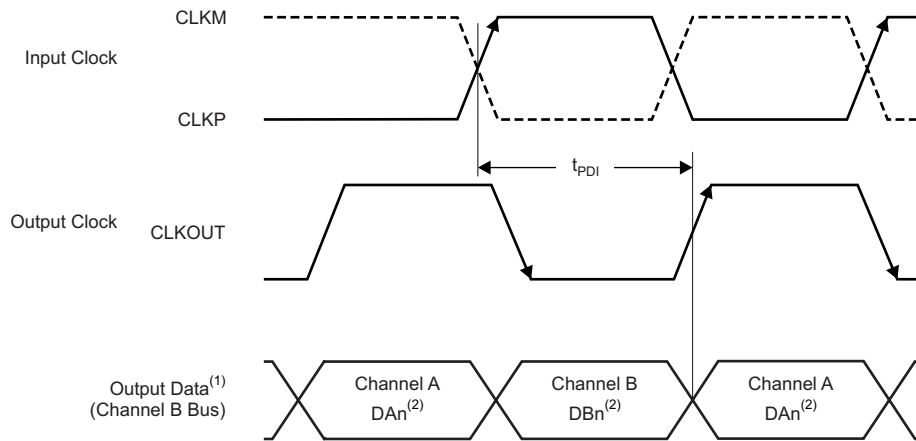 CLKM
Input Clock
CLKP
tPDI
Output Clock
CLKOUT
Output Data(1)
(Channel B Bus)
Channel A
DAn(2)
Channel B
DBn(2)
Channel A
DAn(2)